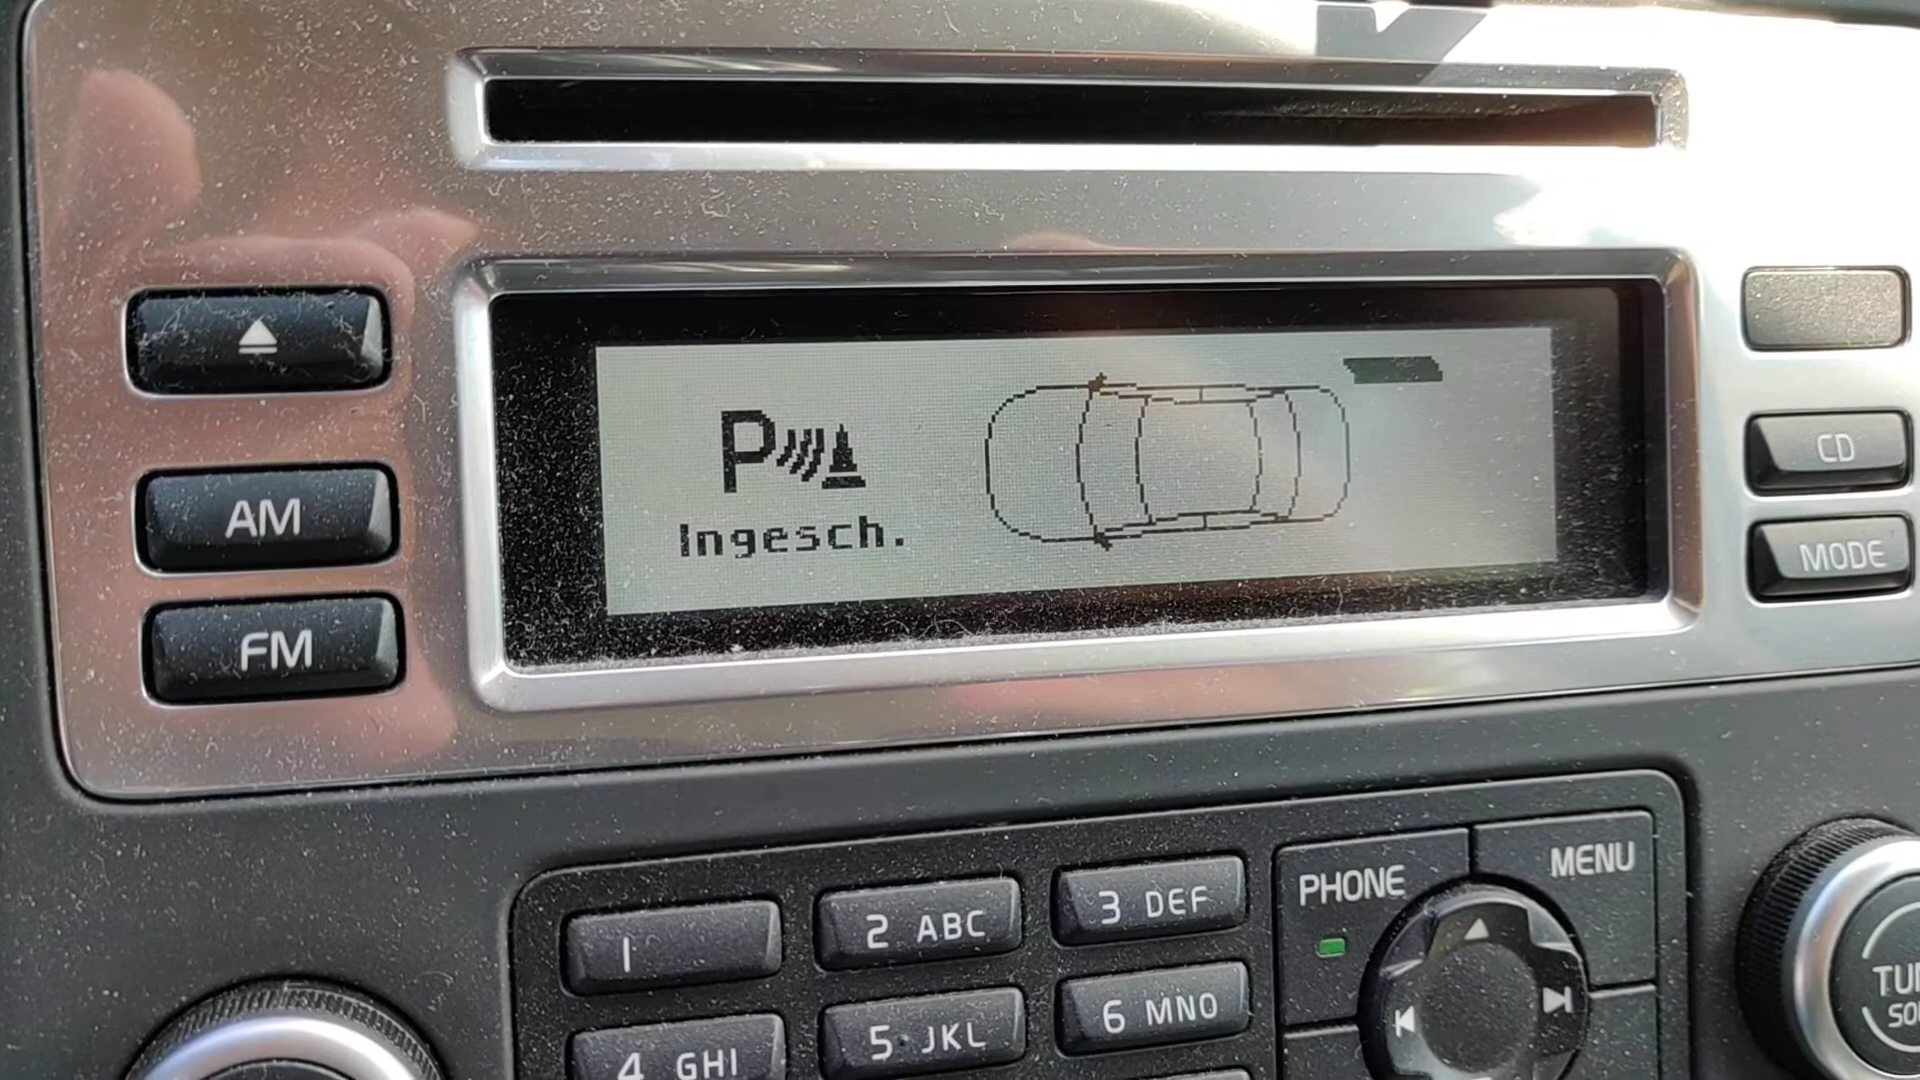 P
Ingesch.
AM
FM
CD
MODE
1
2 ABC
3 DEF
4 GHI
5 JKL
6 MNO
PHONE
MENU